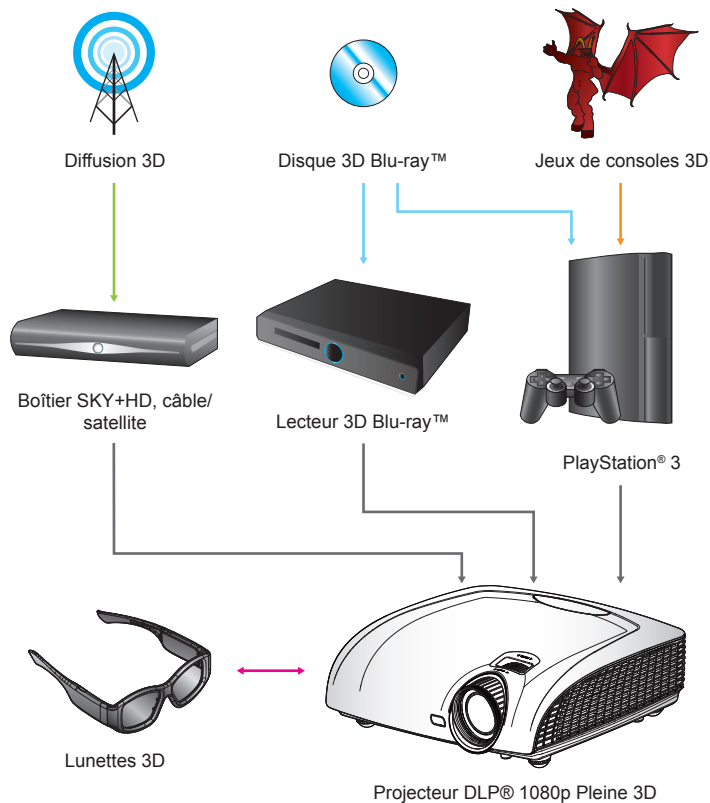 Diffusion 3D
Disque 3D Blu-ray™
Jeux de consoles 3D
Boîtier SKY+HD, câble/
satellite
Lecteur 3D Blu-ray™
PlayStation® 3
Lunettes 3D
Projecteur DLP® 1080p Pleine 3D